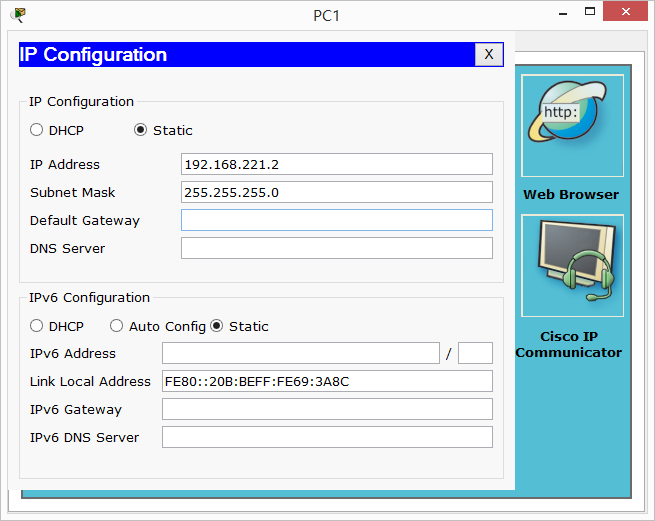 PC1
IP Configuration
X
IP Configuration
DHCP
Static
IP Address
192.168.221.2
Subnet Mask
255.255.255.0
Default Gateway
DNS Server
IPv6 Configuration
DHCP
Auto Config
Static
IPv6 Address
/
Link Local Address
FE80::20B:BEFF:FE69:3A8C
IPv6 Gateway
IPv6 DNS Server
http:
Web Browser
Cisco IP
Communicator